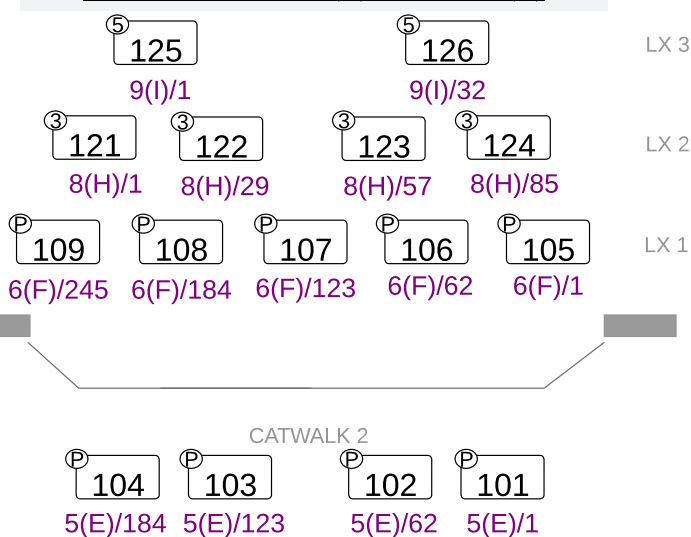 5 5
125 126 LX 3
9(I)/1 9(I)/32
3 3 3 3
121 122 123 124 LX 2
8(H)/1 8(H)/29 8(H)/57 8(H)/85
P P P P P
109 108 107 106 105 LX 1
6(F)/245 6(F)/184 6(F)/123 6(F)/62 6(F)/1
CATWALK 2
P P P P
104 103 102 101
5(E)/184 5(E)/123 5(E)/62 5(E)/1